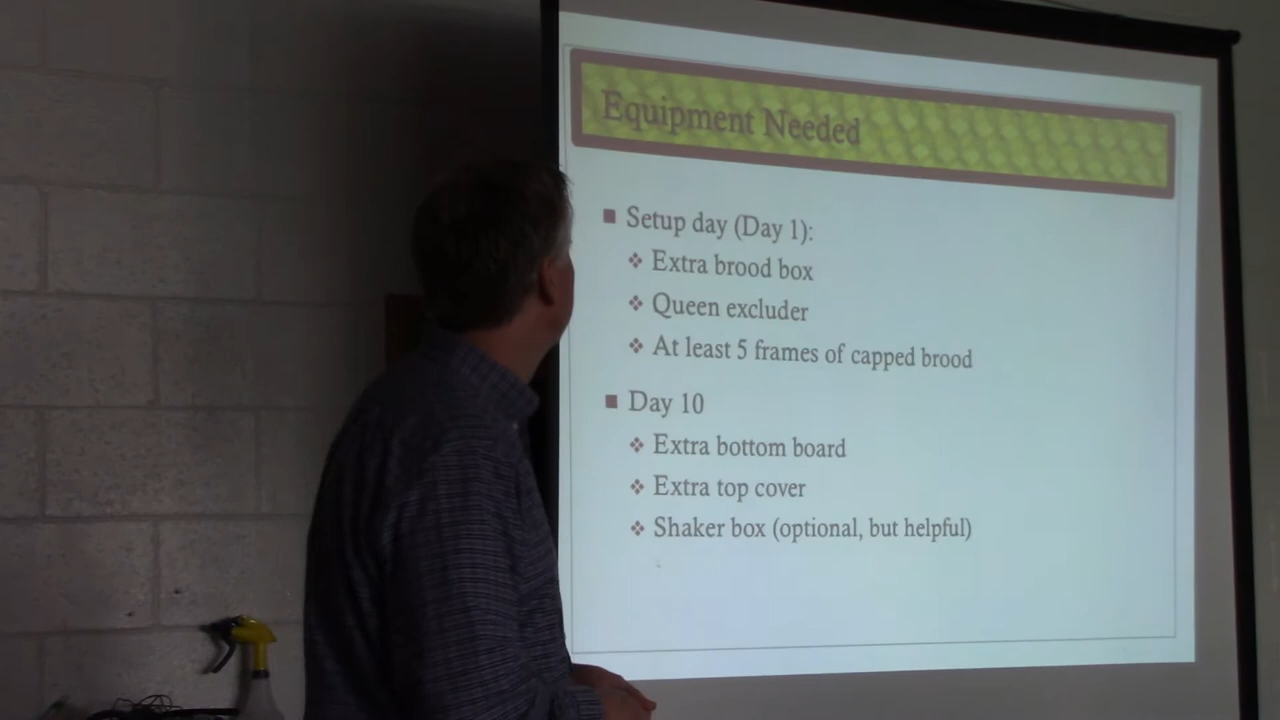 Equipment Needed
Setup day (Day 1):
Extra brood box
Queen excluder
At least 5 frames of capped brood
Day 10
Extra bottom board
Extra top cover
Shaker box (optional, but helpful)